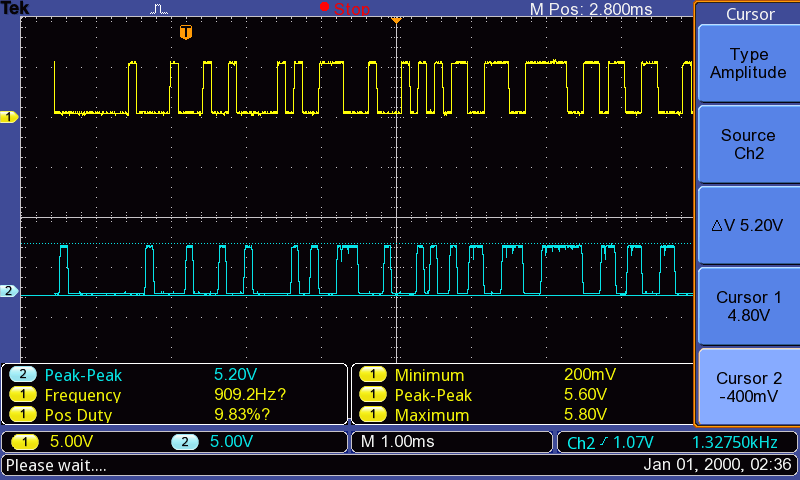 Tek Stop M Pos: 2.800ms Cursor
T
Type
Amplitude
1
Source
Ch2
△V 5.20V
2
Cursor 1
4.80V
2 Peak-Peak 5.20V
1 Frequency 909.2Hz?
1 Pos Duty 9.83%?
1 Minimum 200mV
1 Peak-Peak 5.60V
1 Maximum 5.80V
Cursor 2
-400mV
1 5.00V 2 5.00V M 1.00ms Ch2 / 1.07V 1.32750kHz
Please wait.... Jan 01, 2000, 02:36